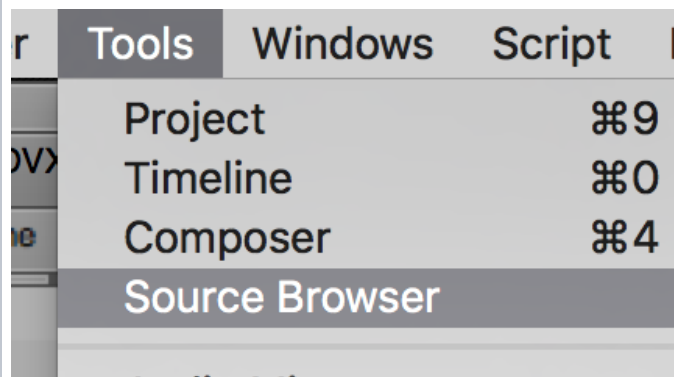 Tools Windows Script
Project ⌘9
Timeline ⌘0
Composer ⌘4
Source Browser